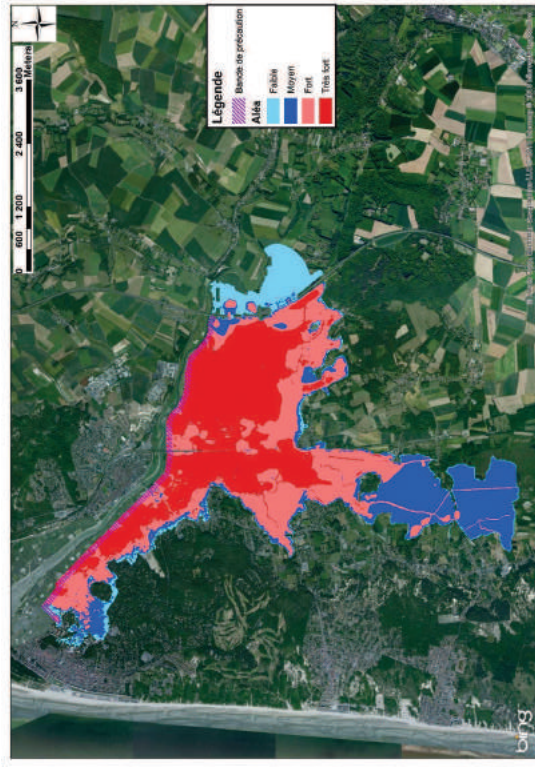 N
0 600 1 200 2 400 3 600
Meters
Légende
Bande de précaution
Aléa
Faible
Moyen
Fort
Très fort
bing